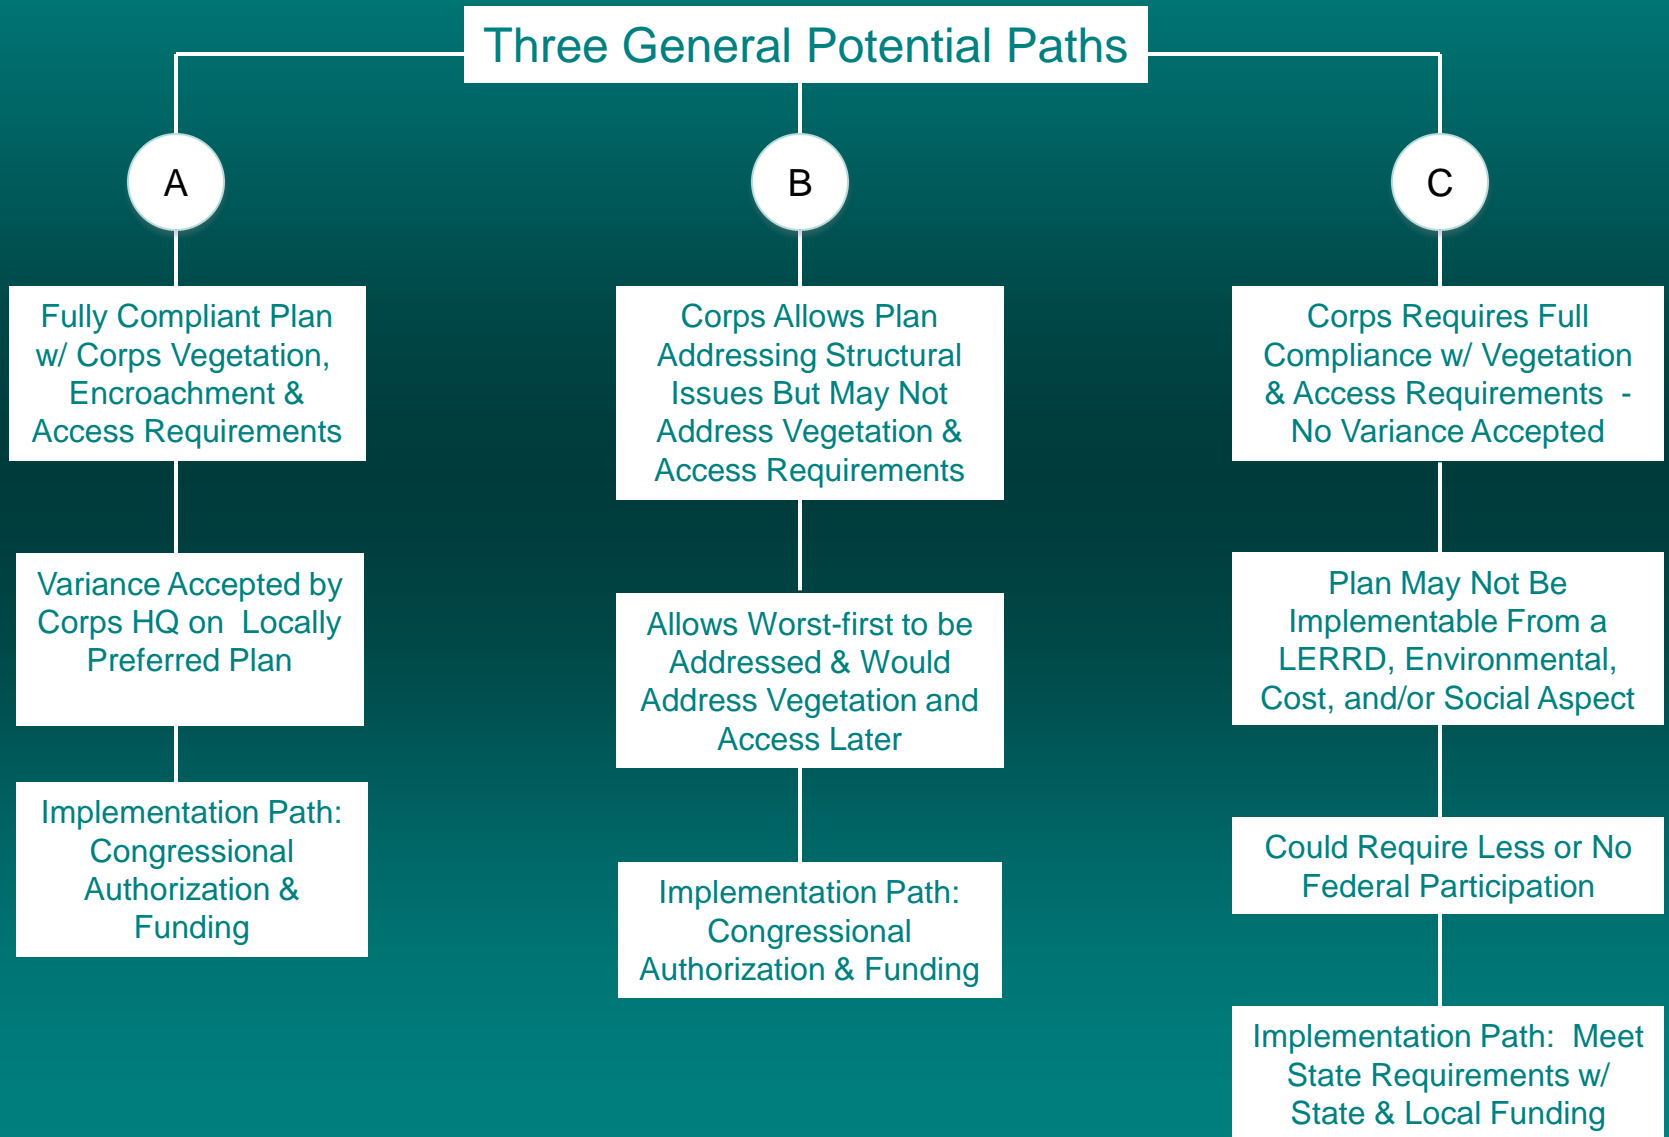 Three General Potential Paths
A
Fully Compliant Plan
w/ Corps Vegetation,
Encroachment &
Access Requirements
Variance Accepted by
Corps HQ on Locally
Preferred Plan
Implementation Path:
Congressional
Authorization &
Funding
B
Corps Allows Plan
Addressing Structural
Issues But May Not
Address Vegetation &
Access Requirements
Allows Worst-first to be
Addressed & Would
Address Vegetation and
Access Later
Implementation Path:
Congressional
Authorization & Funding
C
Corps Requires Full
Compliance w/ Vegetation
& Access Requirements -
No Variance Accepted
Plan May Not Be
Implementable From a
LERRD, Environmental,
Cost, and/or Social Aspect
Could Require Less or No
Federal Participation
Implementation Path: Meet
State Requirements w/
State & Local Funding